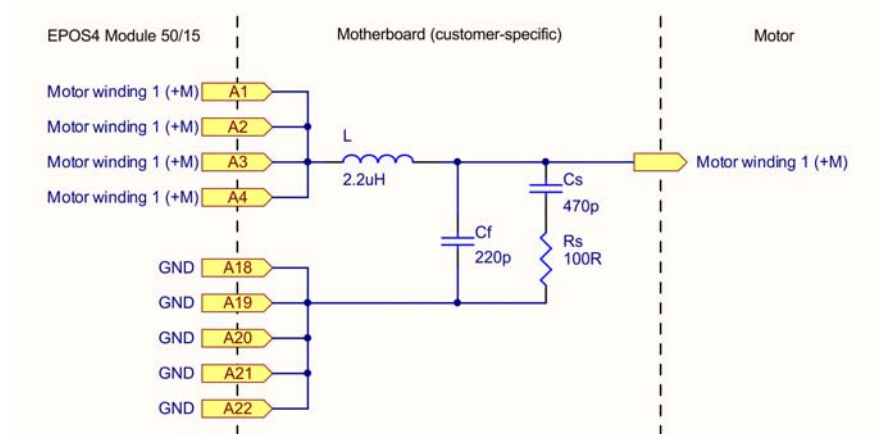 EPOS4 Module 50/15
Motherboard (customer-specific)
Motor
Motor winding 1 (+M) A1
Motor winding 1 (+M) A2
Motor winding 1 (+M) A3
Motor winding 1 (+M) A4
L
2.2uH
Motor winding 1 (+M)
Cs
470p
Cf
220p
Rs
100R
GND A18
GND A19
GND A20
GND A21
GND A22